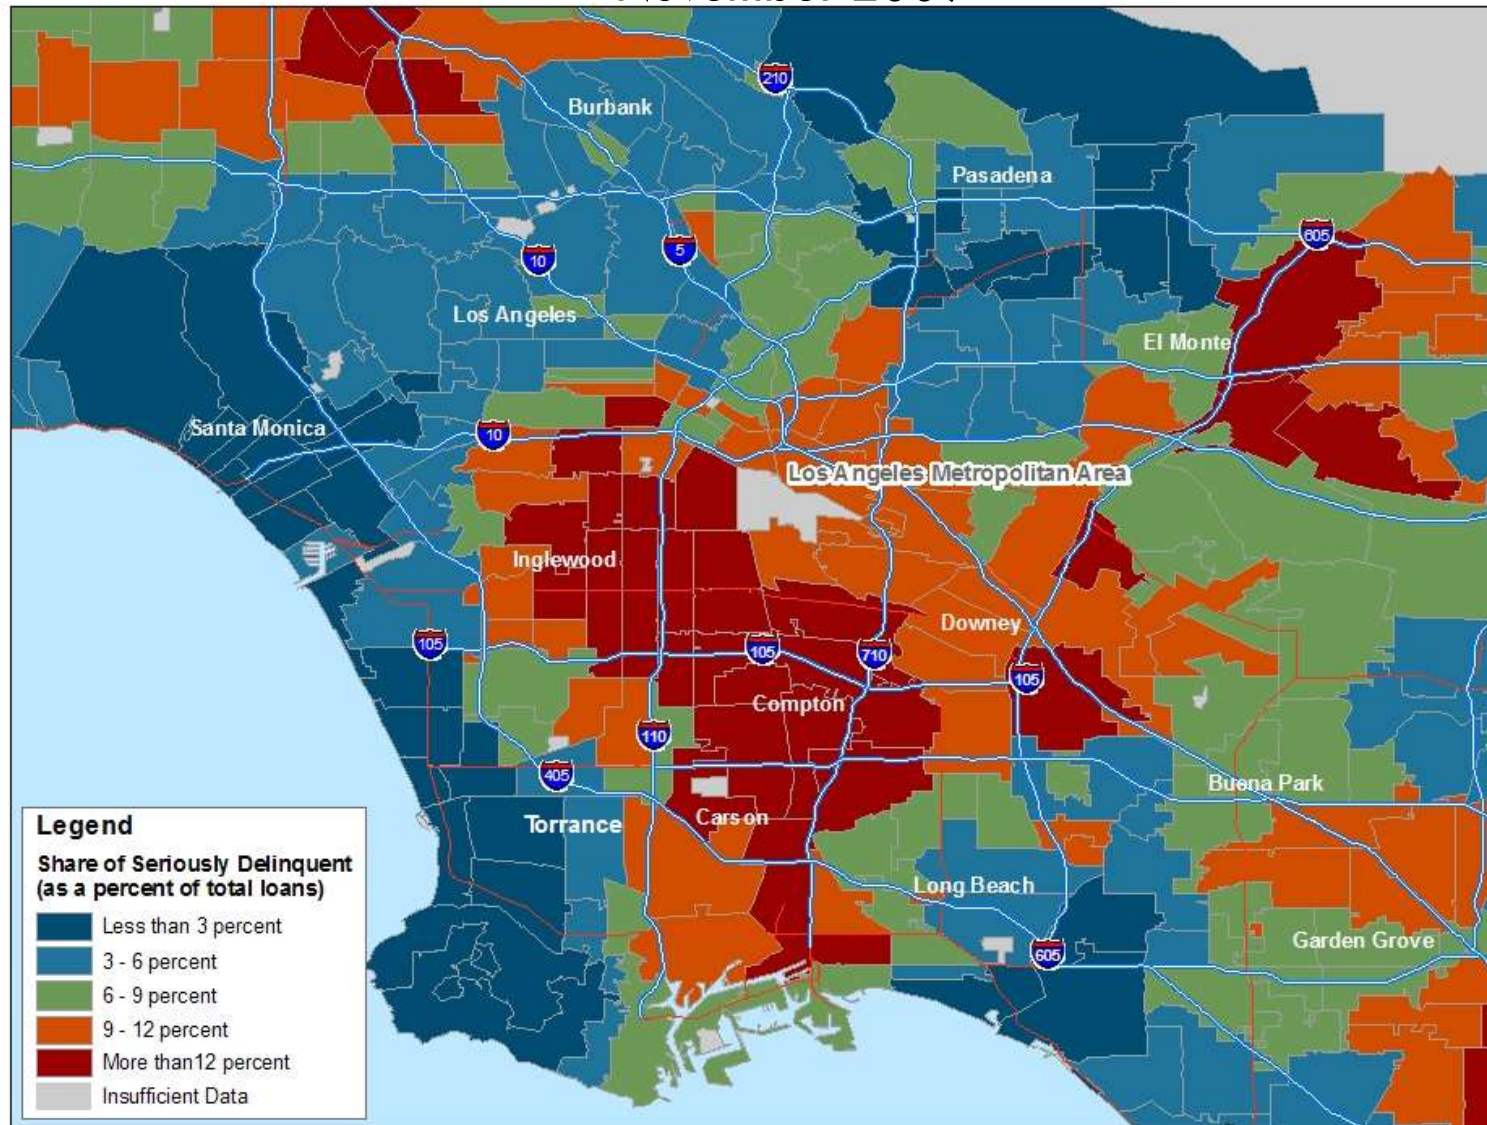 210
Burbank
Pasadena
605
10
5
Los Angeles
El Monte
Santa Monica
10
Los Angeles Metropolitan Area
Inglewood
Downey
105
105
710
105
Compton
110
405
Buena Park
Carson
Torrance
Long Beach
Garden Grove
605
Legend
Share of Seriously Delinquent
(as a percent of total loans)
Less than 3 percent
3 - 6 percent
6 - 9 percent
9 - 12 percent
More than12 percent
Insufficient Data